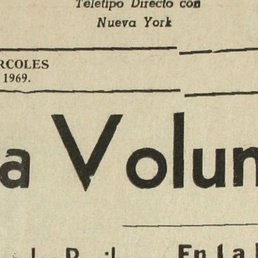 Teletipo Directo con
Nueva York
RCOLES
1969.
a Volun
En La